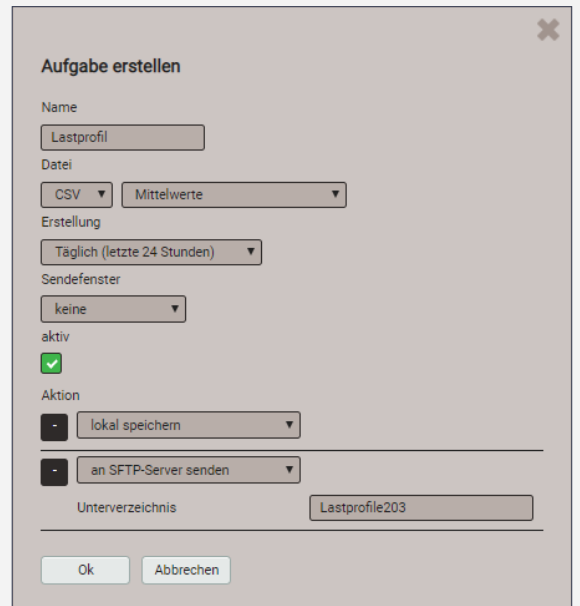 Aufgabe erstellen
Name
Lastprofil
Datei
CSV Mittelwerte
Erstellung
Täglich (letzte 24 Stunden)
Sendefenster
keine
aktiv
Aktion
- lokal speichern
- an SFTP-Server senden
Unterverzeichnis Lastprofile203
Ok Abbrechen